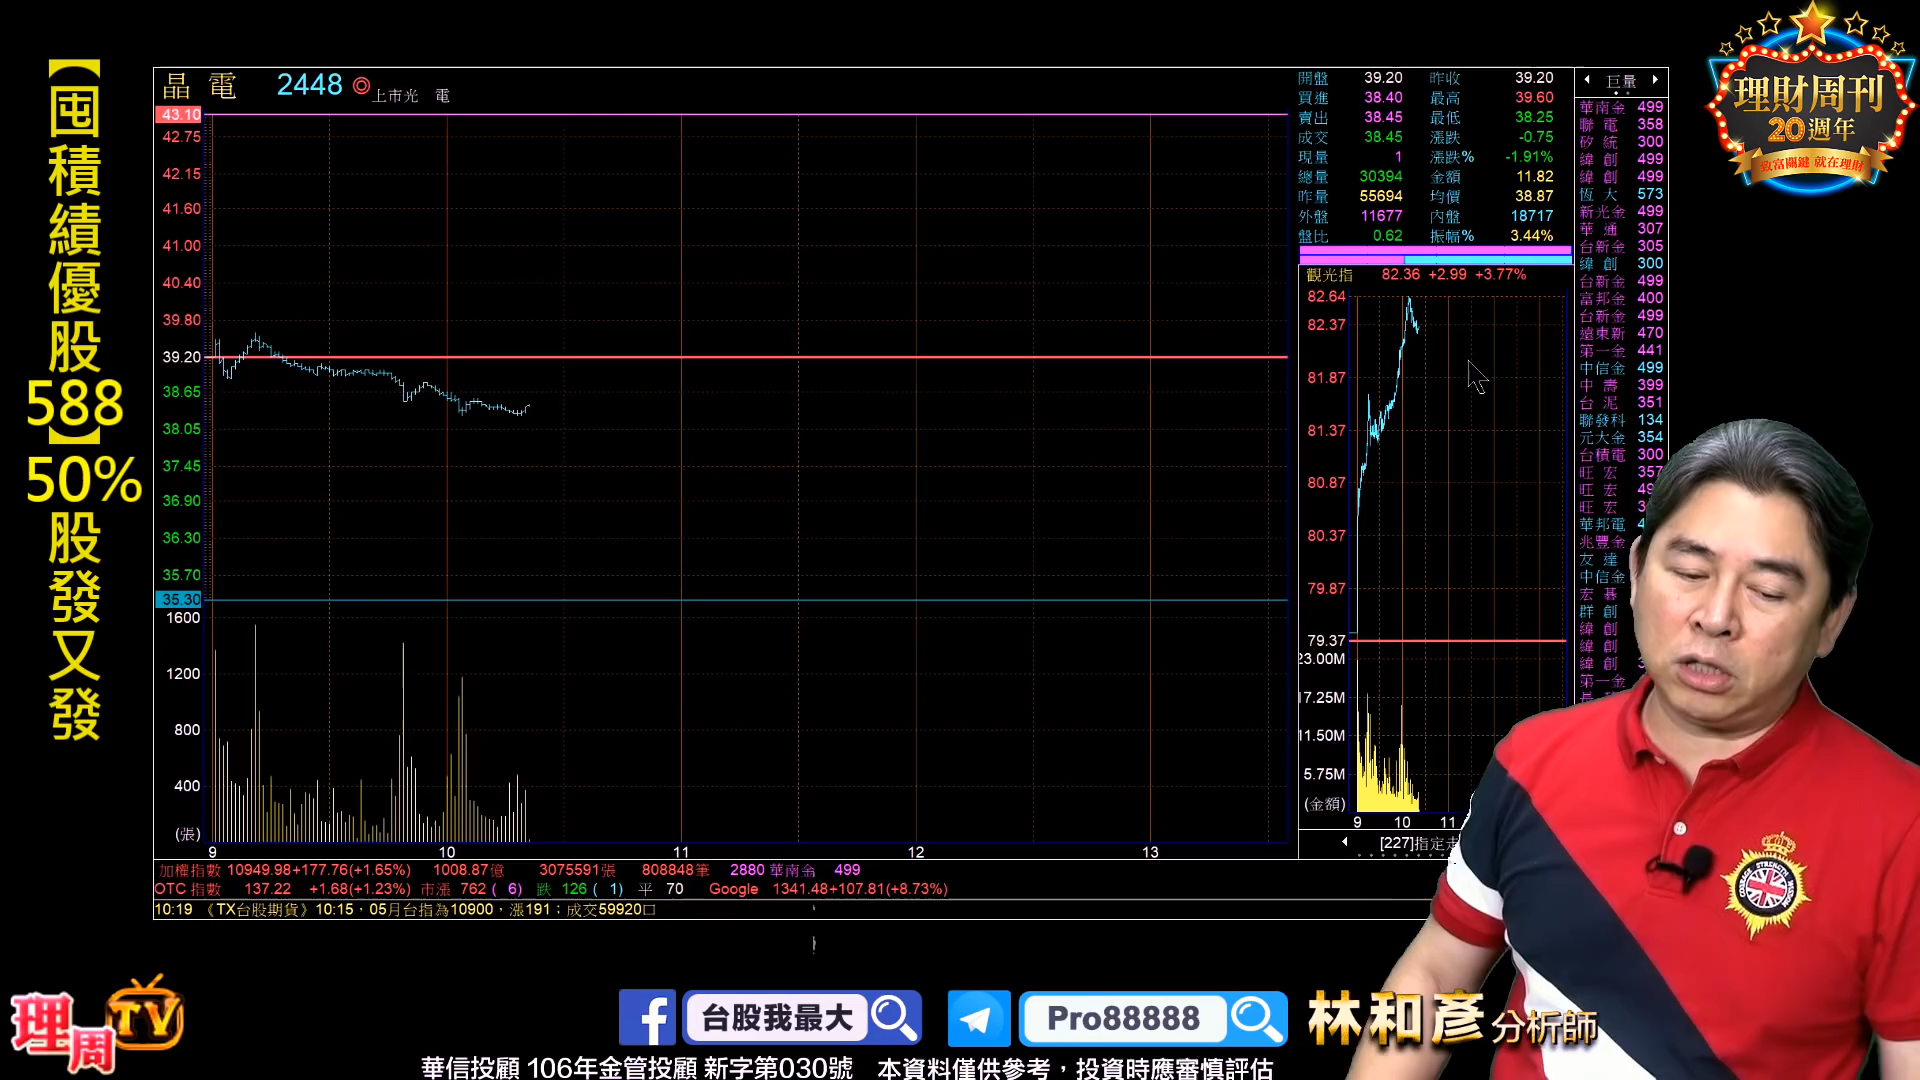 【囤積績優股588】50%股發又發
晶電 2448 ◎上市光電
43.10
42.75
42.15
41.60
41.00
40.40
39.80
39.20
38.65
38.05
37.45
36.90
36.30
35.70
35.30
1600
1200
800
400
(張)
9 10 11 12 13
開盤 39.20 昨收 39.20
買進 38.40 最高 39.60
賣出 38.45 最低 38.25
成交 38.45 漲跌 -0.75
現量 1 漲跌% -1.91%
總量 30394 金額 11.82
昨量 55694 均價 38.87
外盤 11677 內盤 18717
盤比 0.62 振幅% 3.44%
觀光指 82.36 +2.99 +3.77%
82.64
82.37
81.87
81.37
80.87
80.37
79.87
79.37
23.00M
17.25M
11.50M
5.75M
(金額)
9 10 11
[227]指定走
巨量
華南金 499
聯電 358
矽統 300
緯創 499
緯創 499
恆大 573
新光金 499
華通 307
台新金 305
緯創 300
台新金 499
富邦金 400
台新金 499
遠東新 470
第一金 441
中信金 499
中壽 399
台泥 351
聯發科 134
元大金 354
台積電 300
旺宏 357
旺宏
旺宏
華邦電
兆豐金
友達
中信金
宏碁
群創
緯創
緯創
緯創
第一金
加權指數 10949.98+177.76(+1.65%) 1008.87億 3075591張 808848筆 2880 華南金 499
OTC 指數 137.22 +1.68(+1.23%) 市漲 762 ( 6) 跌 126 ( 1) 平 70 Google 1341.48+107.81(+8.73%)
10:19 《TX台股期貨》10:15，05月台指為10900，漲191；成交59920口
理財周刊
20週年
致富關鍵 就在理財
理周TV
台股我最大
Pro88888
林和彥 分析師
華信投顧 106年金管投顧 新字第030號 本資料僅供參考，投資時應審慎評估